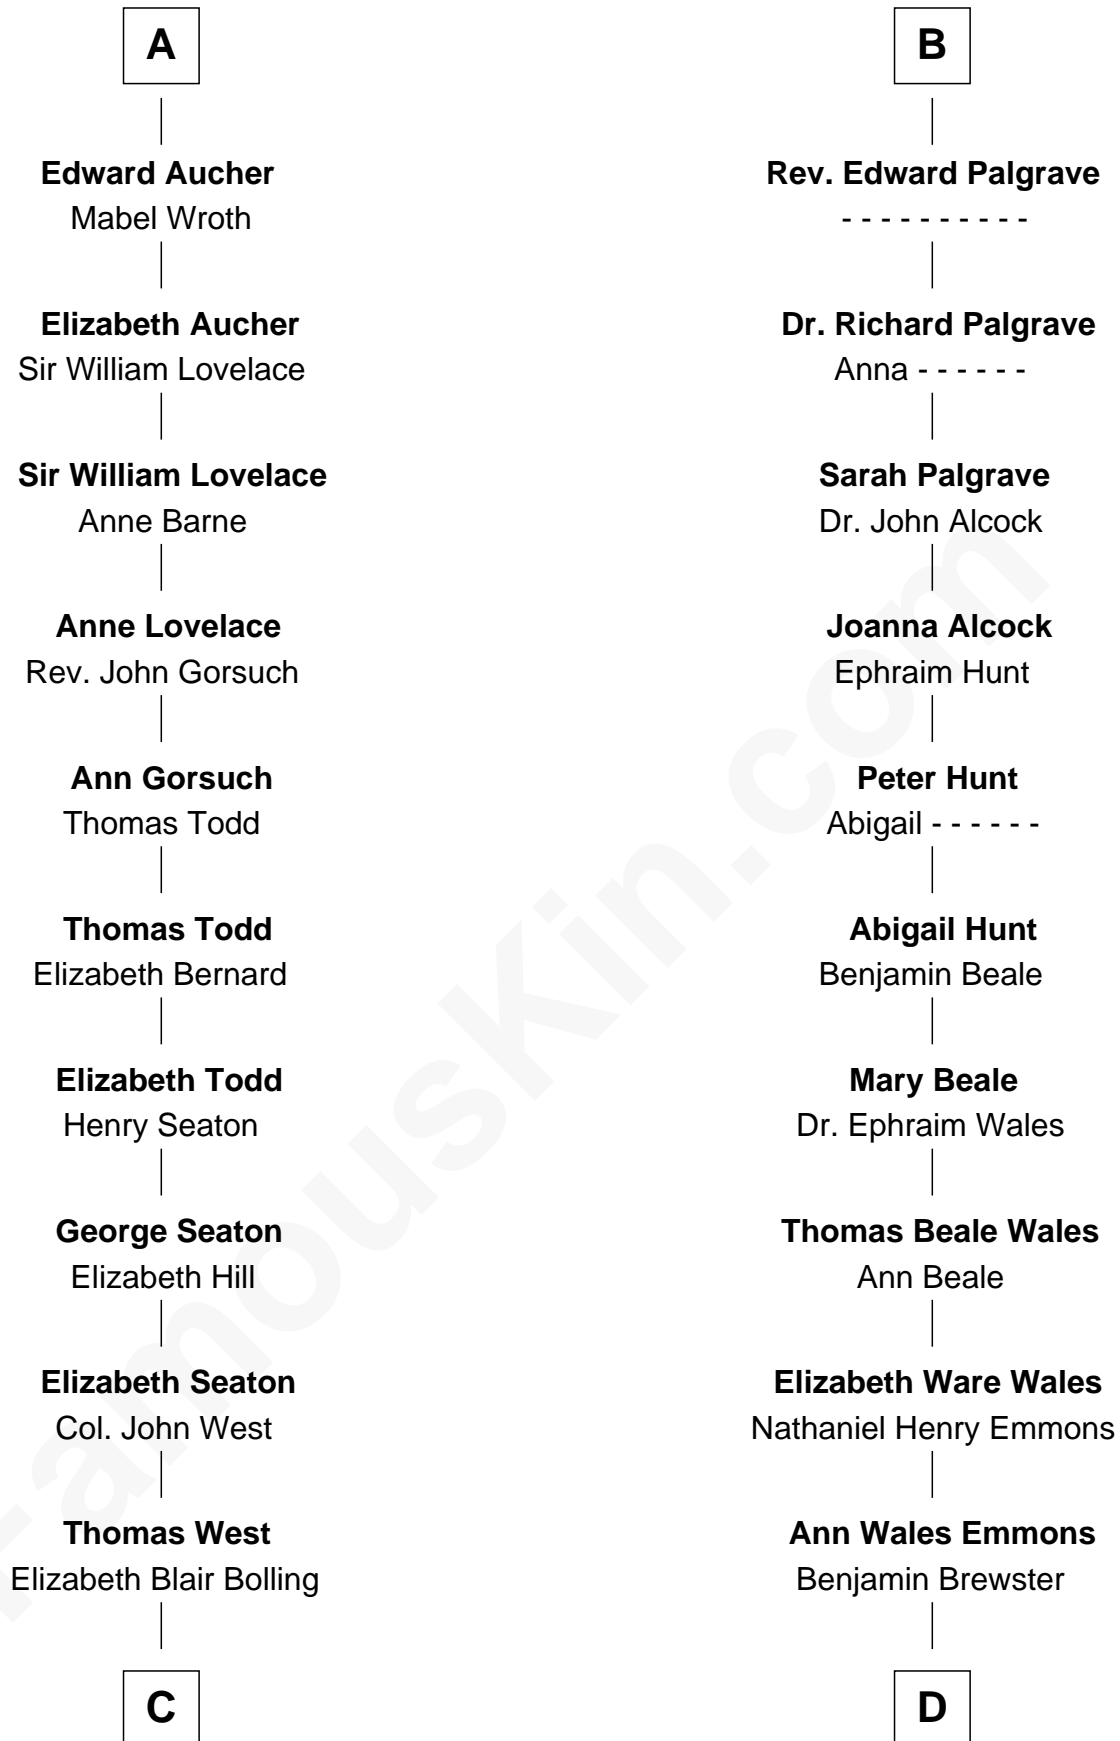 A
Edward Aucher
Mabel Wroth
Elizabeth Aucher
Sir William Lovelace
Sir William Lovelace
Anne Barne
Anne Lovelace
Rev. John Gorsuch
Ann Gorsuch
Thomas Todd
Thomas Todd
Elizabeth Bernard
Elizabeth Todd
Henry Seaton
George Seaton
Elizabeth Hill
Elizabeth Seaton
Col. John West
Thomas West
Elizabeth Blair Bolling
C
B
Rev. Edward Palgrave
- - - - - - - - - -
Dr. Richard Palgrave
Anna - - - - - -
Sarah Palgrave
Dr. John Alcock
Joanna Alcock
Ephraim Hunt
Peter Hunt
Abigail - - - - - -
Abigail Hunt
Benjamin Beale
Mary Beale
Dr. Ephraim Wales
Thomas Beale Wales
Ann Beale
Elizabeth Ware Wales
Nathaniel Henry Emmons
Ann Wales Emmons
Benjamin Brewster
D
FamousKin.com